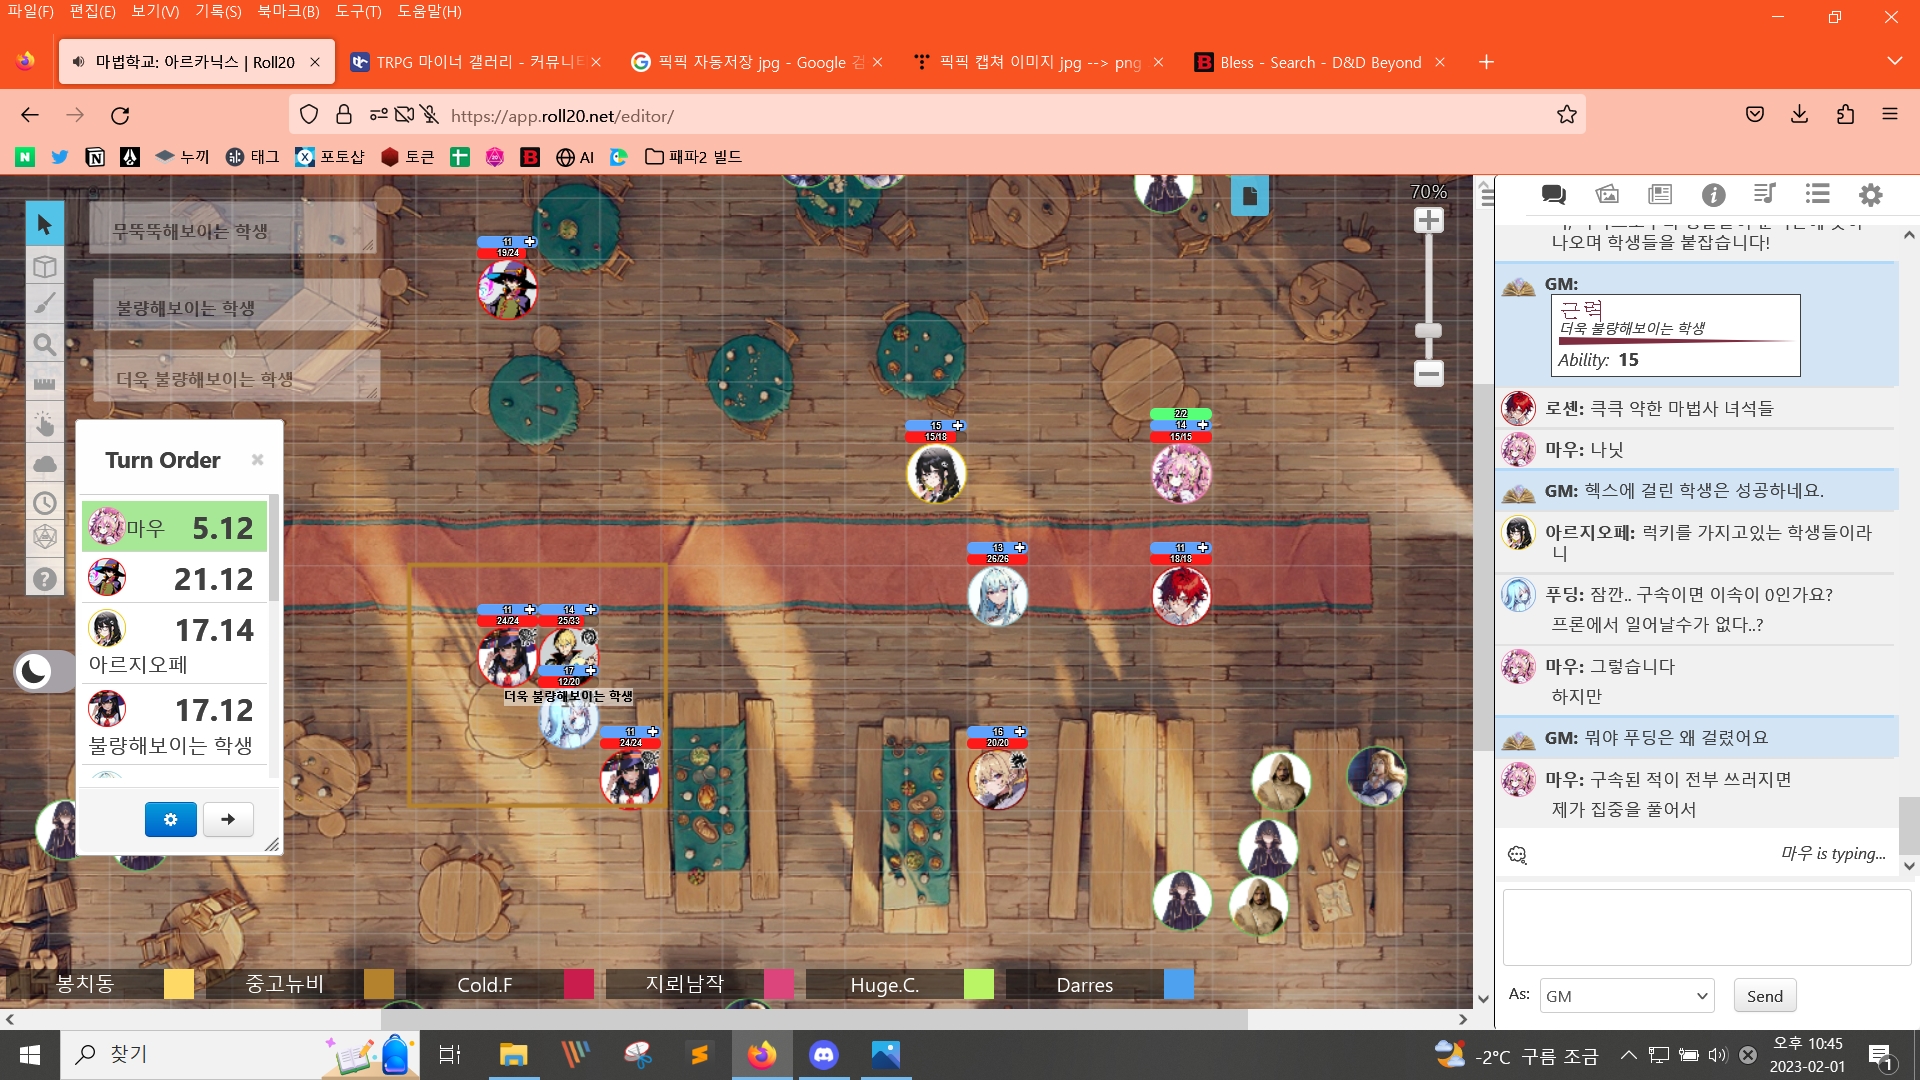 파일(F) 편집(E) 보기(V) 기록(S) 북마크(B) 도구(T) 도움말(H)
마법학교: 아르카닉스 | Roll20
TRPG 마이너 갤러리 - 커뮤니티
픽픽 자동저장 jpg - Google 검
픽픽 캡쳐 이미지 jpg --> png
Bless - Search - D&D Beyond
https://app.roll20.net/editor/
누끼 태그 포토샵 토큰 AI 패파2 빌드
70%
무뚝뚝해보이는 학생
불량해보이는 학생
더욱 불량해보이는 학생
11
19/24
15
15/18
22
14
15/15
13
26/26
11
18/18
11
24/24
14
25/33
17
12/20
더욱 불량해보이는 학생
11
24/24
16
20/20
Turn Order
마우 5.12
21.12
17.14
아르지오페
17.12
불량해보이는 학생
봉치동
중고뉴비
Cold.F
지뢰남작
Huge.C.
Darres
나오며 학생들을 붙잡습니다!
GM:
근력
더욱 불량해보이는 학생
Ability: 15
로셴: 큭큭 약한 마법사 녀석들
마우: 나닛
GM: 헥스에 걸린 학생은 성공하네요.
아르지오페: 럭키를 가지고있는 학생들이라
니
푸딩: 잠깐.. 구속이면 이속이 0인가요?
프론에서 일어날수가 없다..?
마우: 그렇습니다
하지만
GM: 뭐야 푸딩은 왜 걸렸어요
마우: 구속된 적이 전부 쓰러지면
제가 집중을 풀어서
마우 is typing...
As: GM Send
찾기
-2°C 구름 조금
오후 10:45
2023-02-01
1